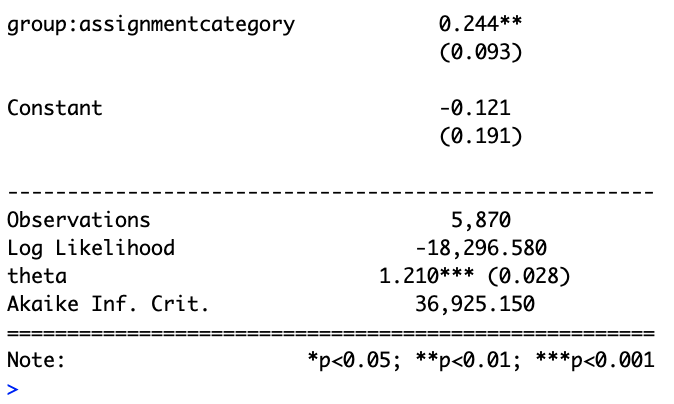 group:assignmentcategory 0.244**
(0.093)
Constant -0.121
(0.191)
------------------------------------------------------
Observations 5,870
Log Likelihood -18,296.580
theta 1.210*** (0.028)
Akaike Inf. Crit. 36,925.150
======================================================
Note: *p<0.05; **p<0.01; ***p<0.001
>